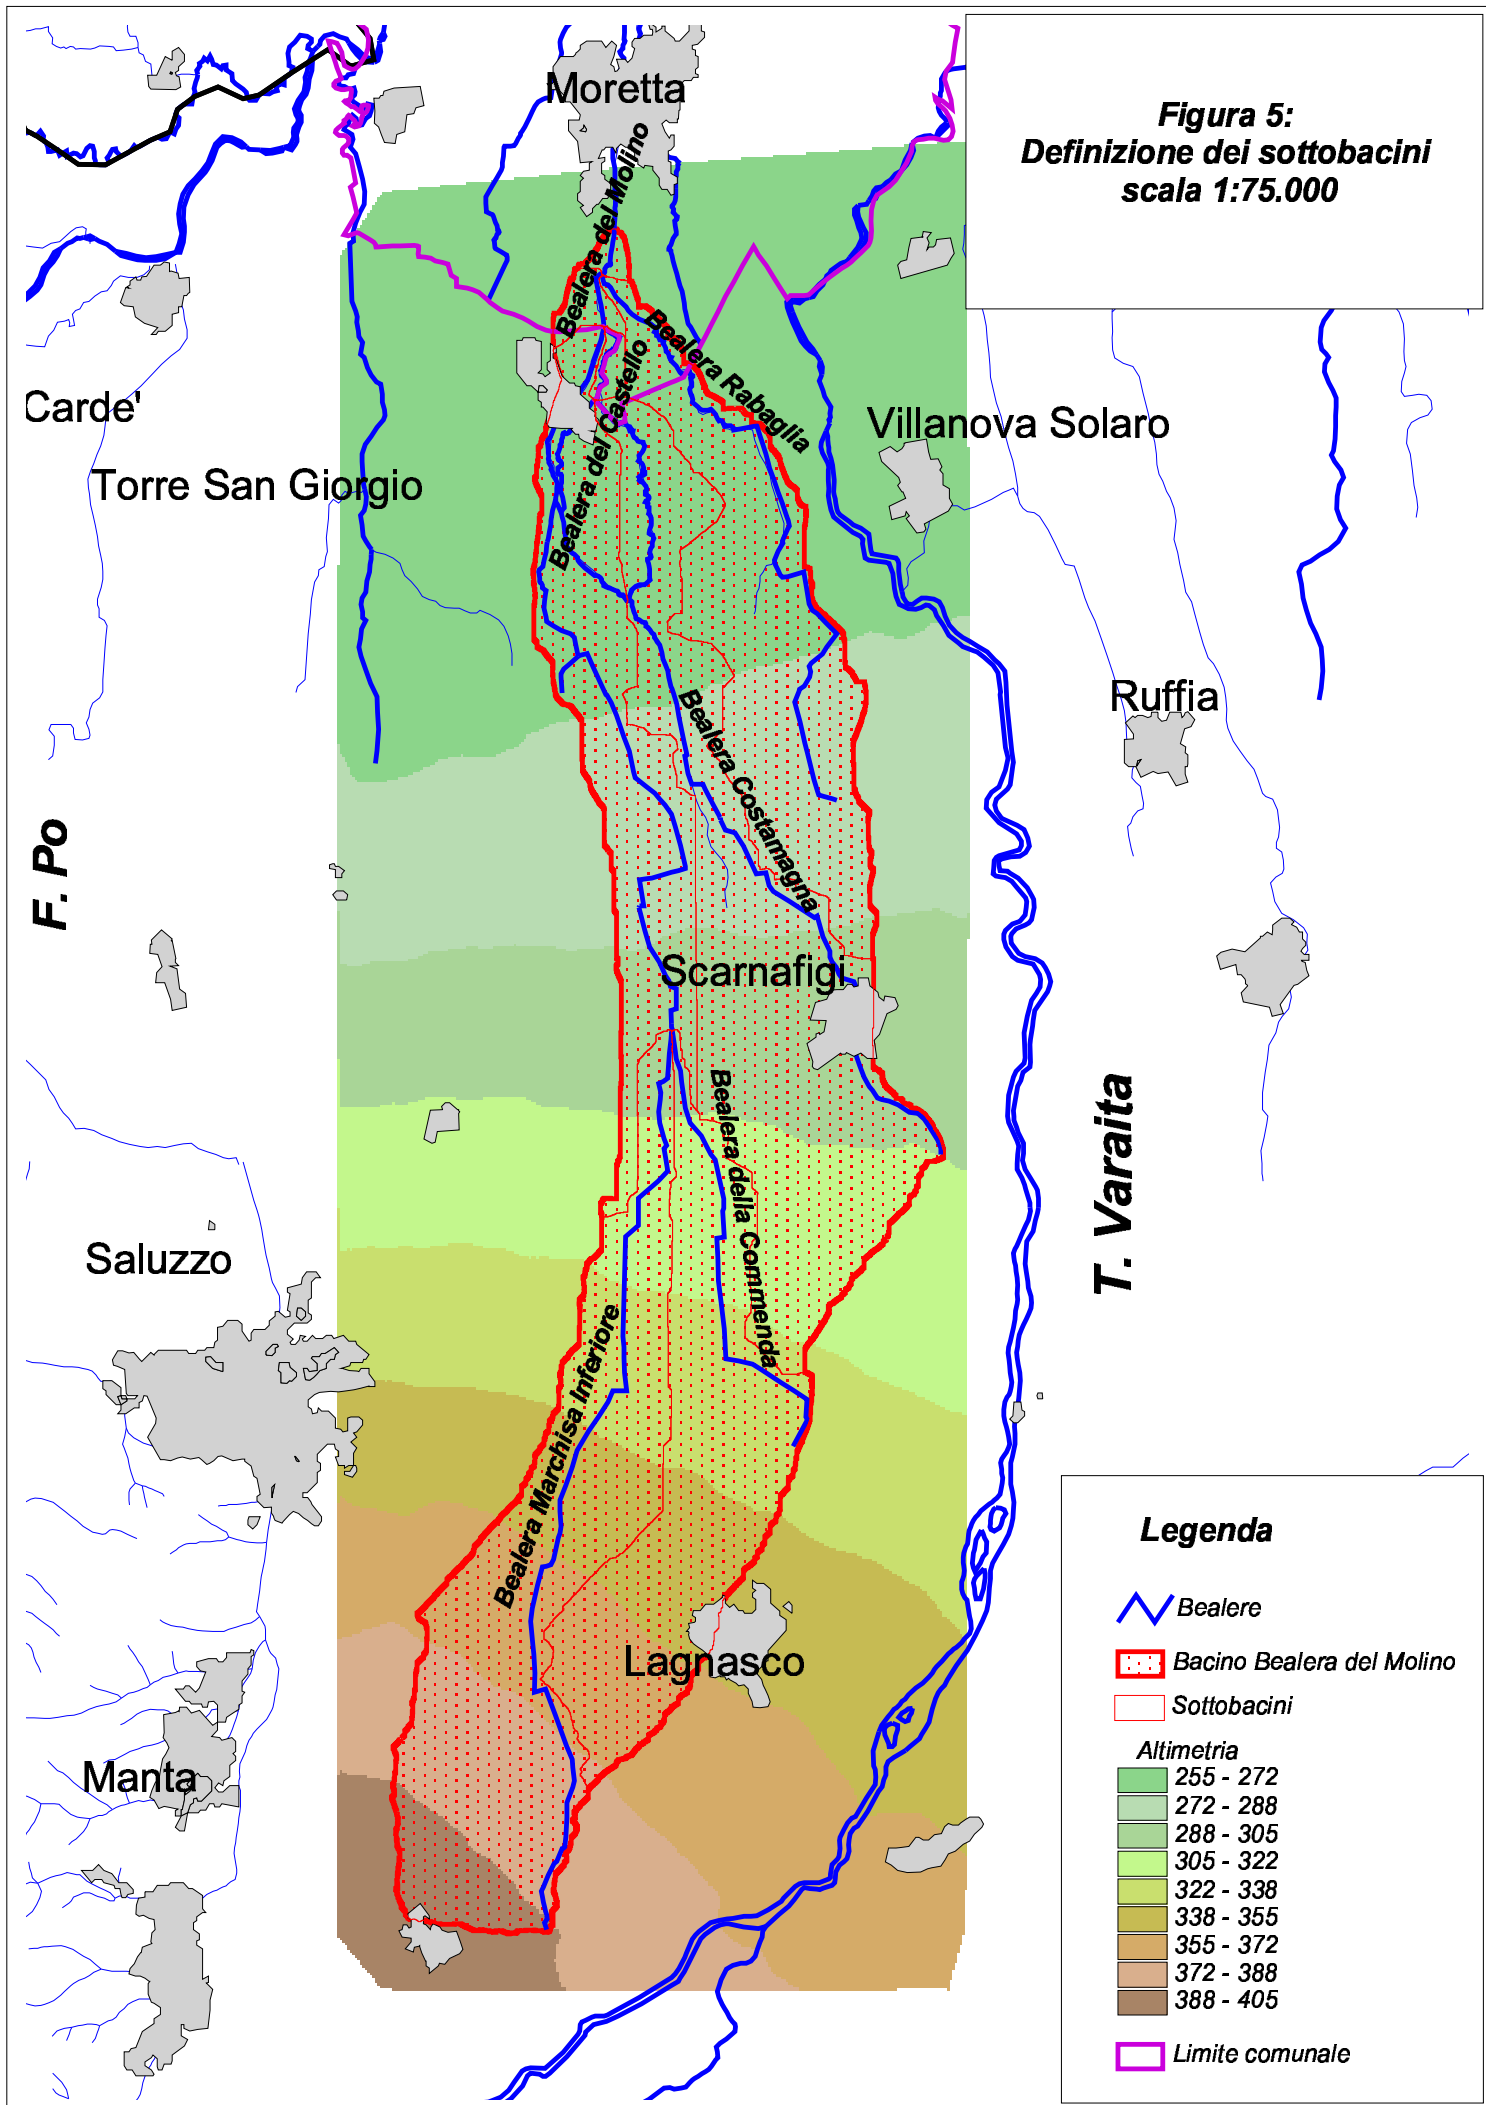 Figura 5:
Definizione dei sottobacini
scala 1:75.000
Moretta
Bealera del Molino
Bealera Rabaglia
Bealera del Castello
Carde'
Villanova Solaro
Torre San Giorgio
Ruffia
Bealera Costamagna
F. Po
Scarnafigi
Bealera della Commenda
T. Varaita
Saluzzo
Bealera Marchisa Inferiore
Lagnasco
Manta
Legenda
Bealere
Bacino Bealera del Molino
Sottobacini
Altimetria
255 - 272
272 - 288
288 - 305
305 - 322
322 - 338
338 - 355
355 - 372
372 - 388
388 - 405
Limite comunale